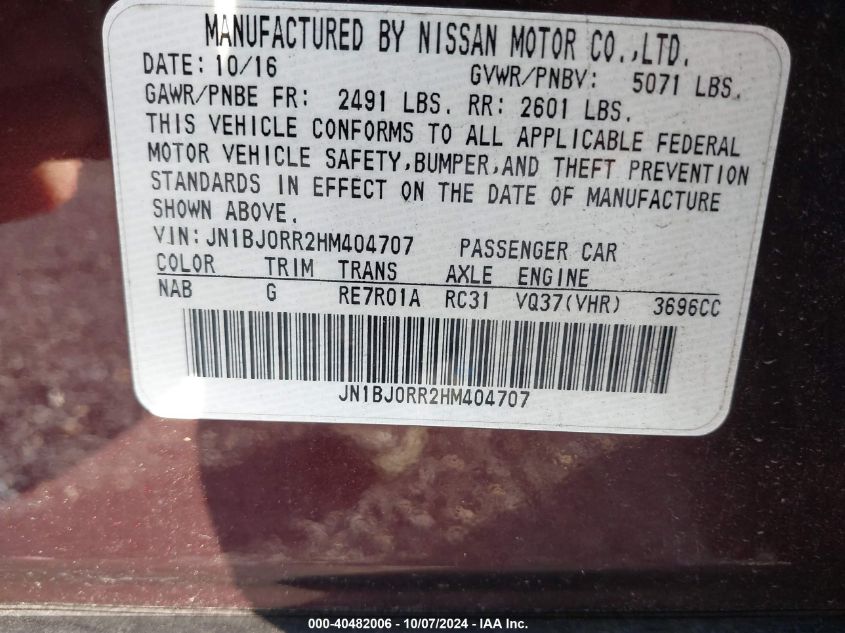 MANUFACTURED BY NISSAN MOTOR CO.,LTD.
DATE: 10/16 GVWR/PNBV: 5071 LBS.
GAWR/PNBE FR: 2491 LBS. RR: 2601 LBS.
THIS VEHICLE CONFORMS TO ALL APPLICABLE FEDERAL
MOTOR VEHICLE SAFETY,BUMPER,AND THEFT PREVENTION
STANDARDS IN EFFECT ON THE DATE OF MANUFACTURE
SHOWN ABOVE.
VIN: JN1BJ0RR2HM404707 PASSENGER CAR
COLOR TRIM TRANS AXLE ENGINE
NAB G RE7R01A RC31 VQ37(VHR) 3696CC
JN1BJ0RR2HM404707
000-40482006 - 10/07/2024 - IAA Inc.